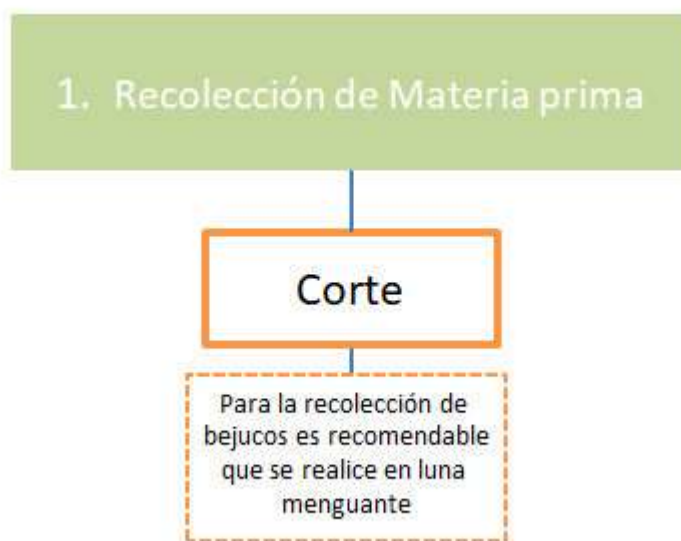 1. Recolección de Materia prima
Corte
Para la recolección de
bejucos es recomendable
que se realice en luna
menguante